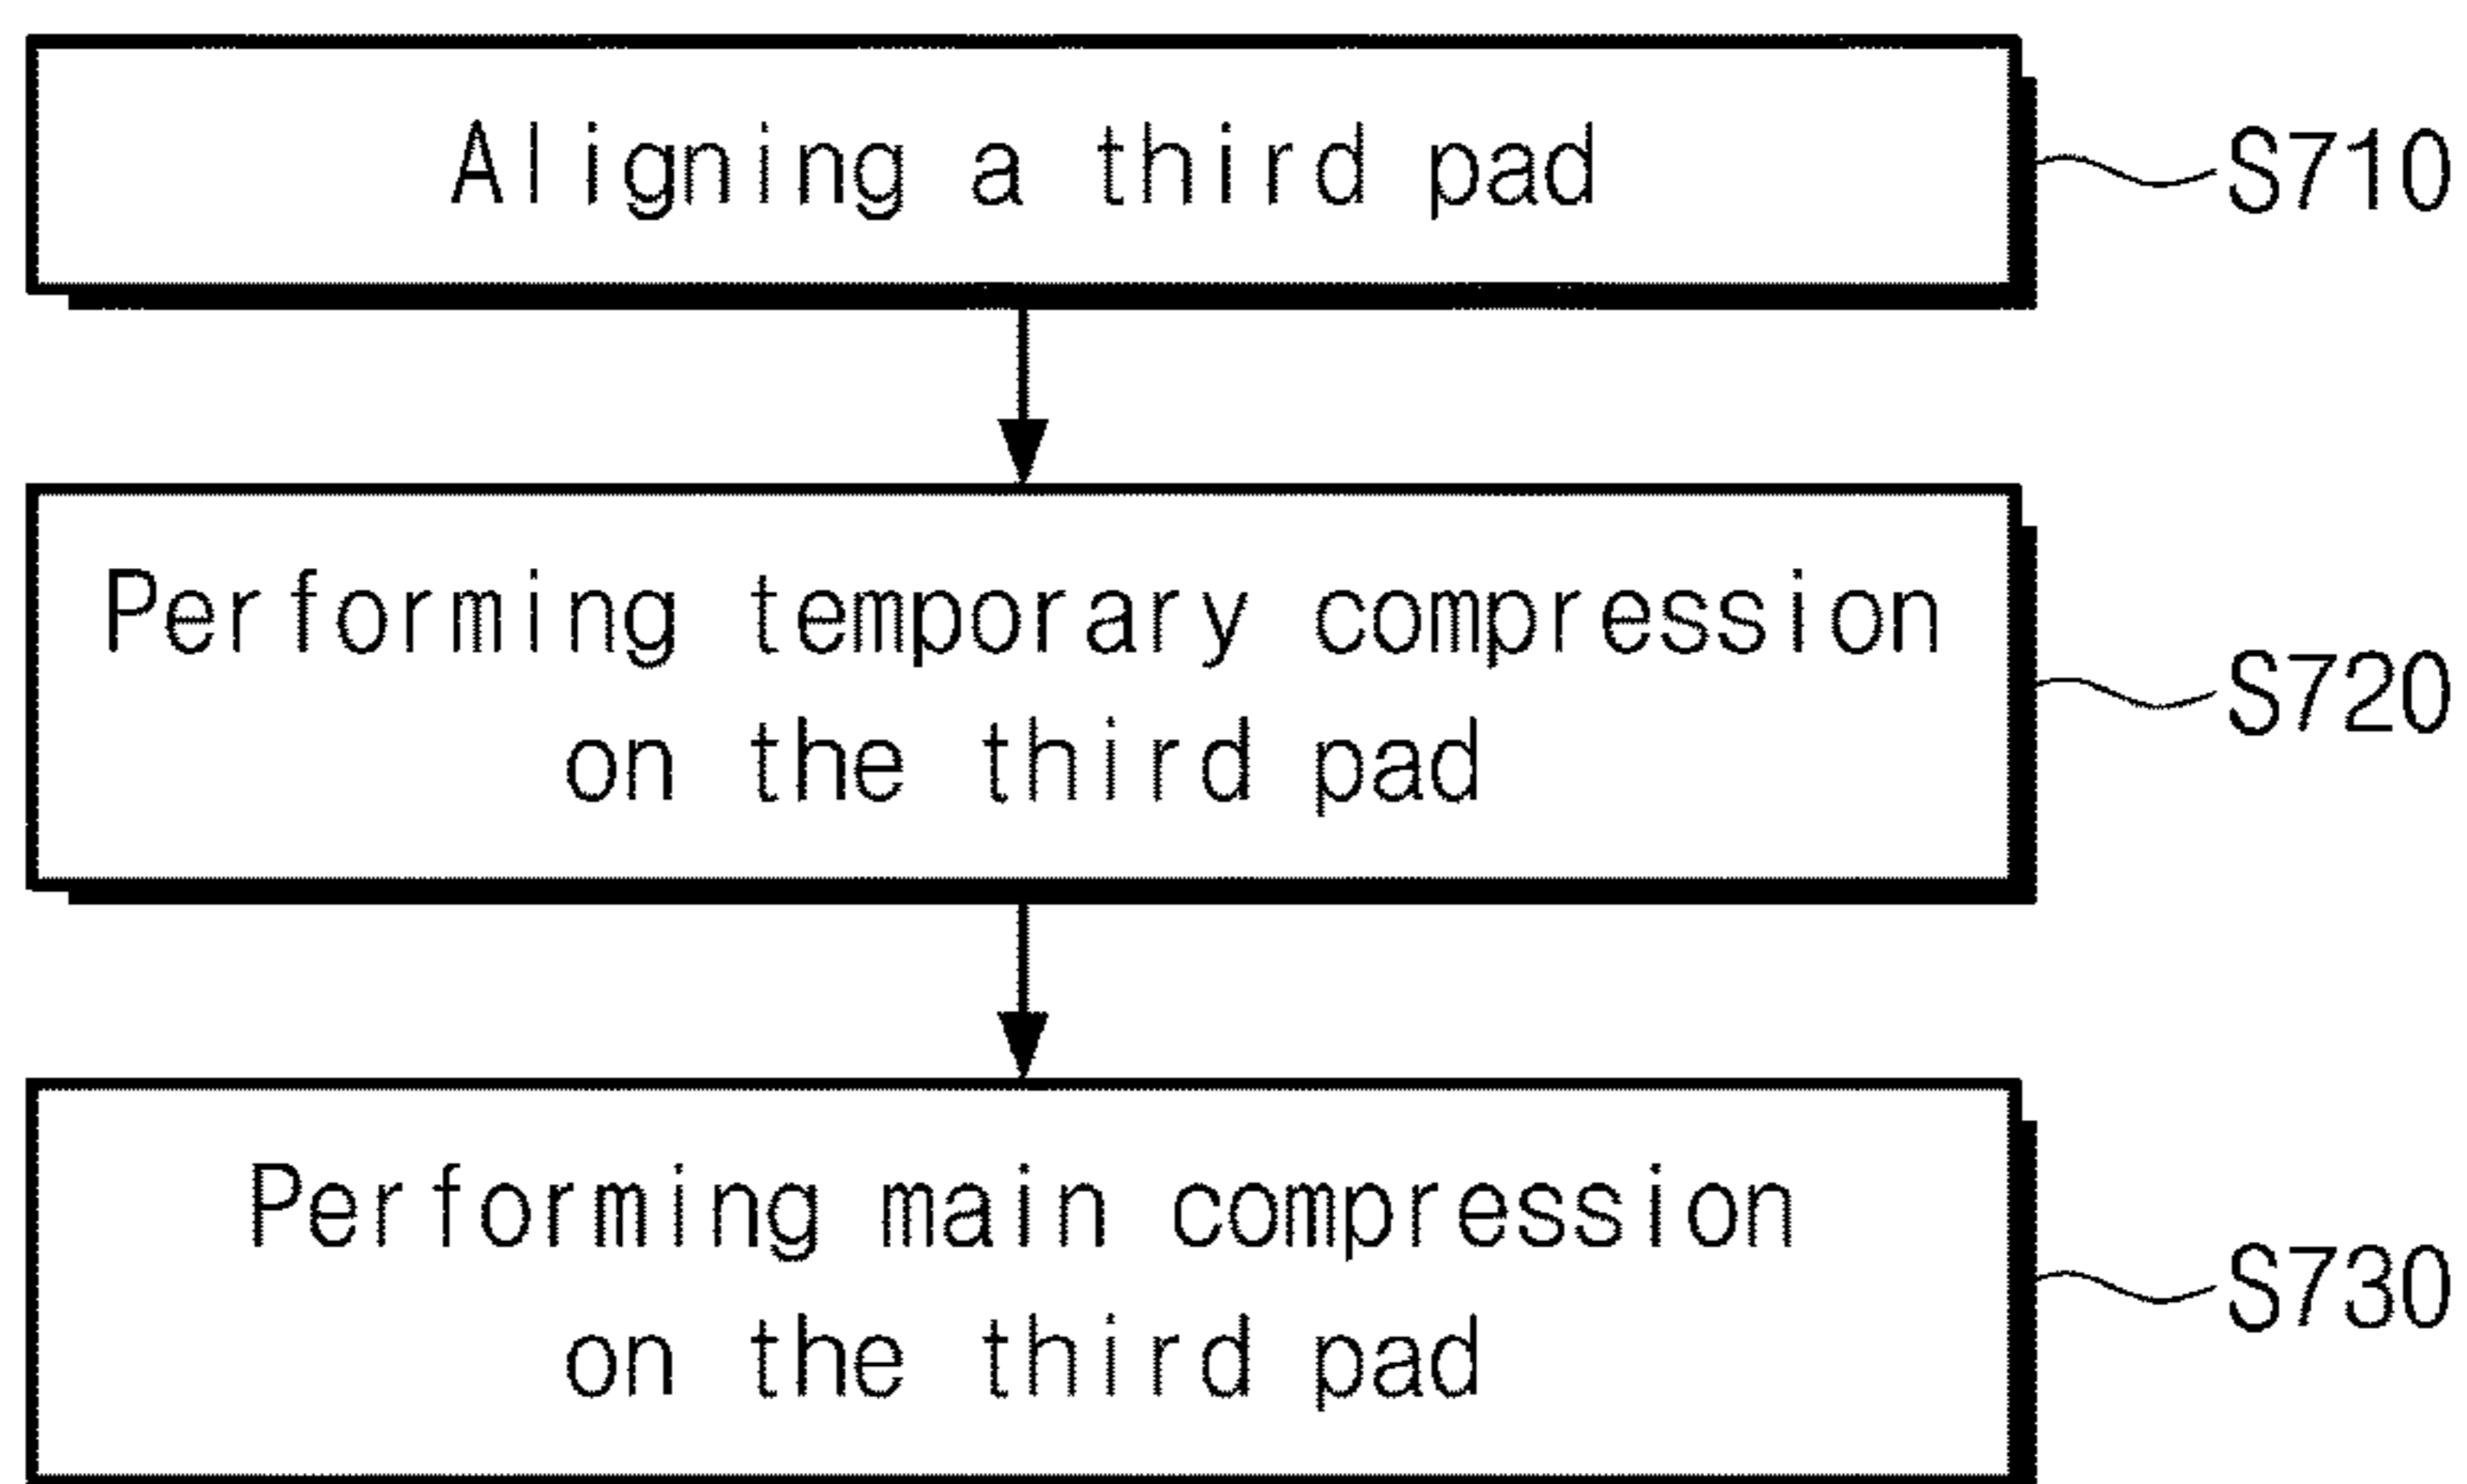 Aligning a third pad
S710
Performing temporary compression
on the third pad
S720
Performing main compression
on the third pad
S730